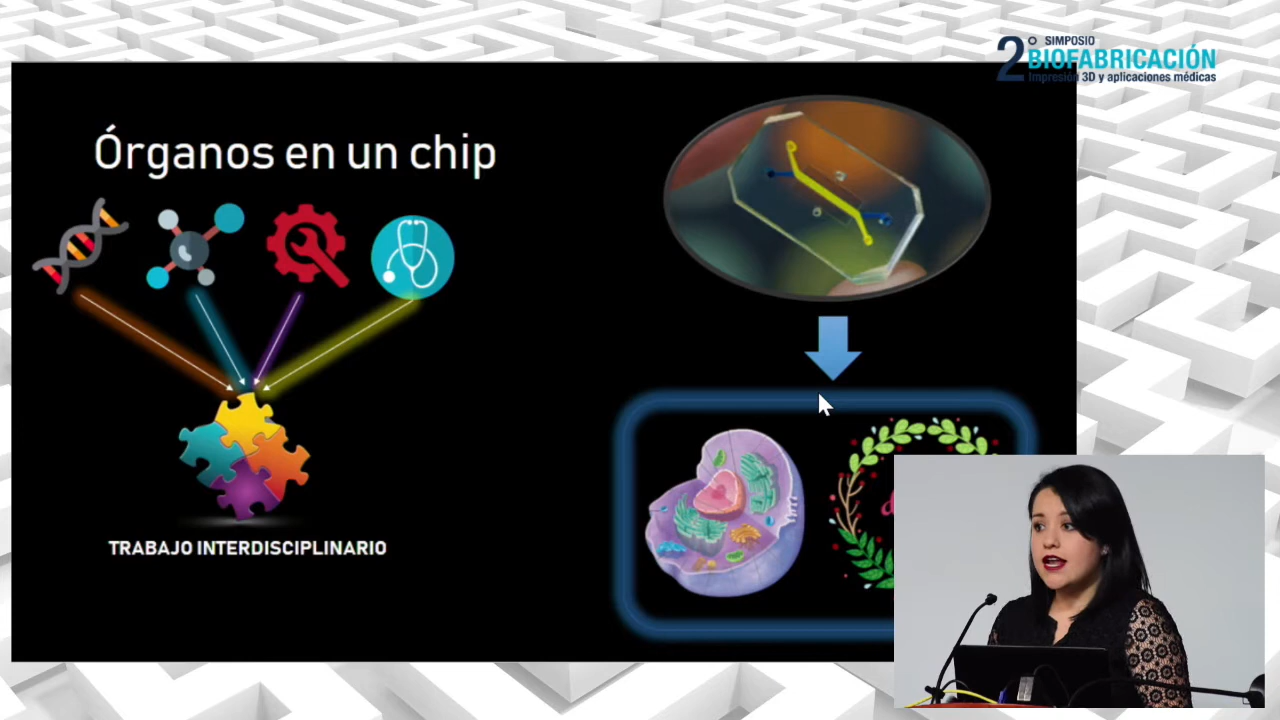 2° SIMPOSIO
BIOFABRICACIÓN
Impresión 3D y aplicaciones médicas
Órganos en un chip
TRABAJO INTERDISCIPLINARIO